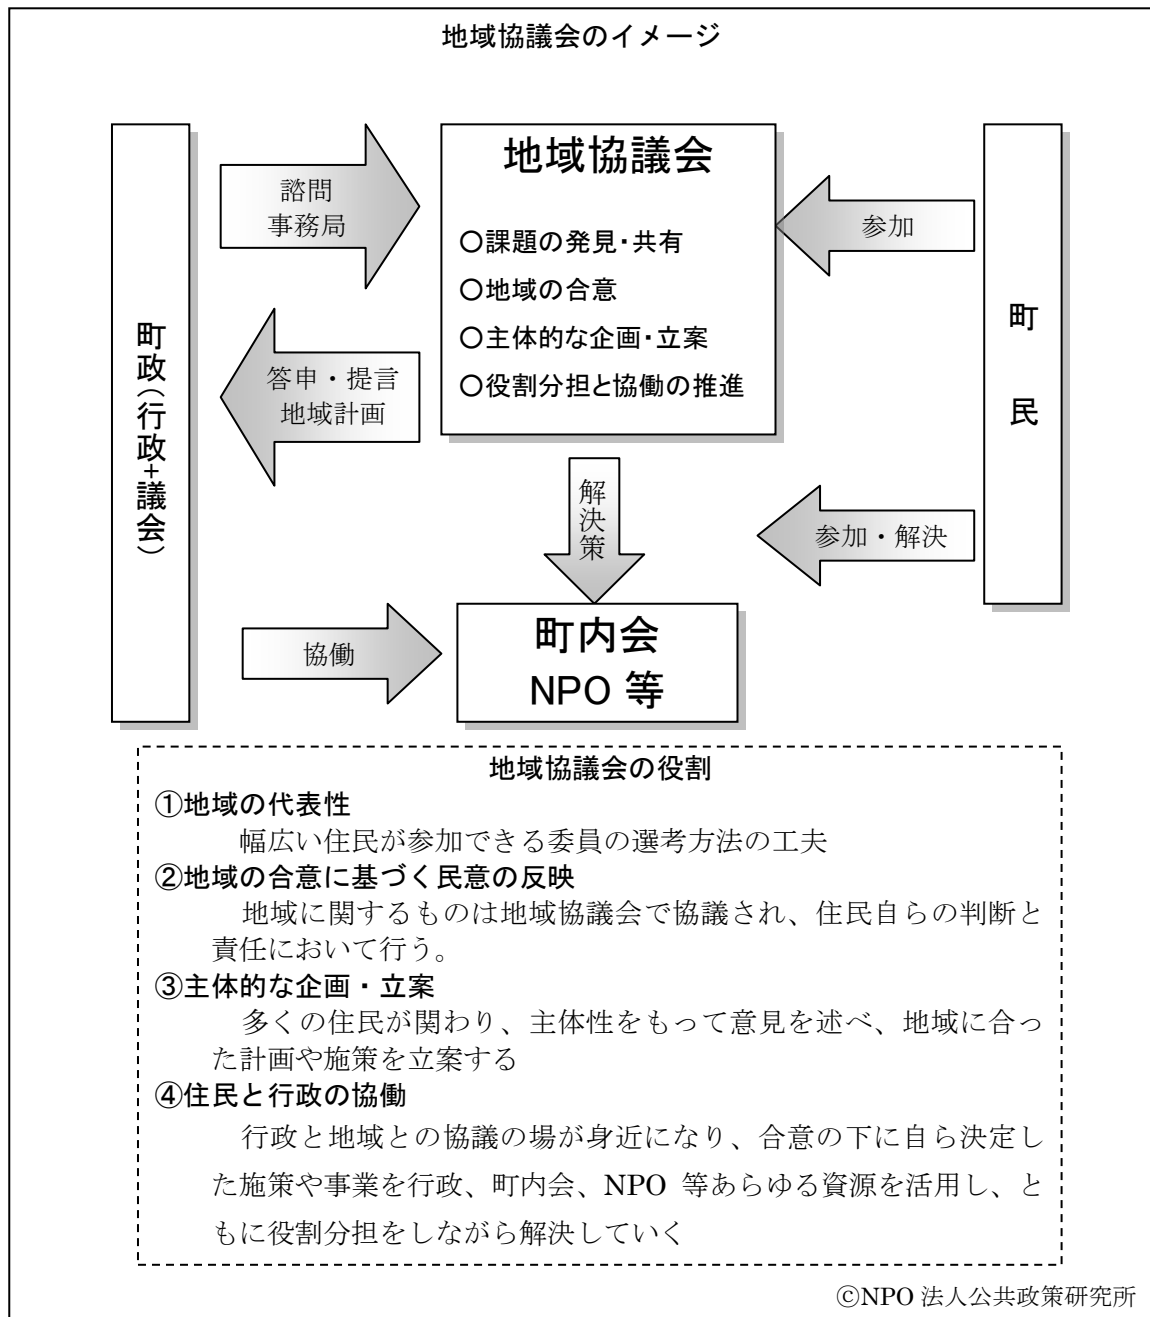 地域協議会のイメージ
町政(行政+議会)
諮問
事務局
答申・提言
地域計画
協働
地域協議会
○課題の発見・共有
○地域の合意
○主体的な企画・立案
○役割分担と協働の推進
解決策
町内会
NPO 等
参加
参加・解決
町民
地域協議会の役割
①地域の代表性
幅広い住民が参加できる委員の選考方法の工夫
②地域の合意に基づく民意の反映
地域に関するものは地域協議会で協議され、住民自らの判断と
責任において行う。
③主体的な企画・立案
多くの住民が関わり、主体性をもって意見を述べ、地域に合っ
た計画や施策を立案する
④住民と行政の協働
行政と地域との協議の場が身近になり、合意の下に自ら決定し
た施策や事業を行政、町内会、NPO 等あらゆる資源を活用し、と
もに役割分担をしながら解決していく
©NPO 法人公共政策研究所